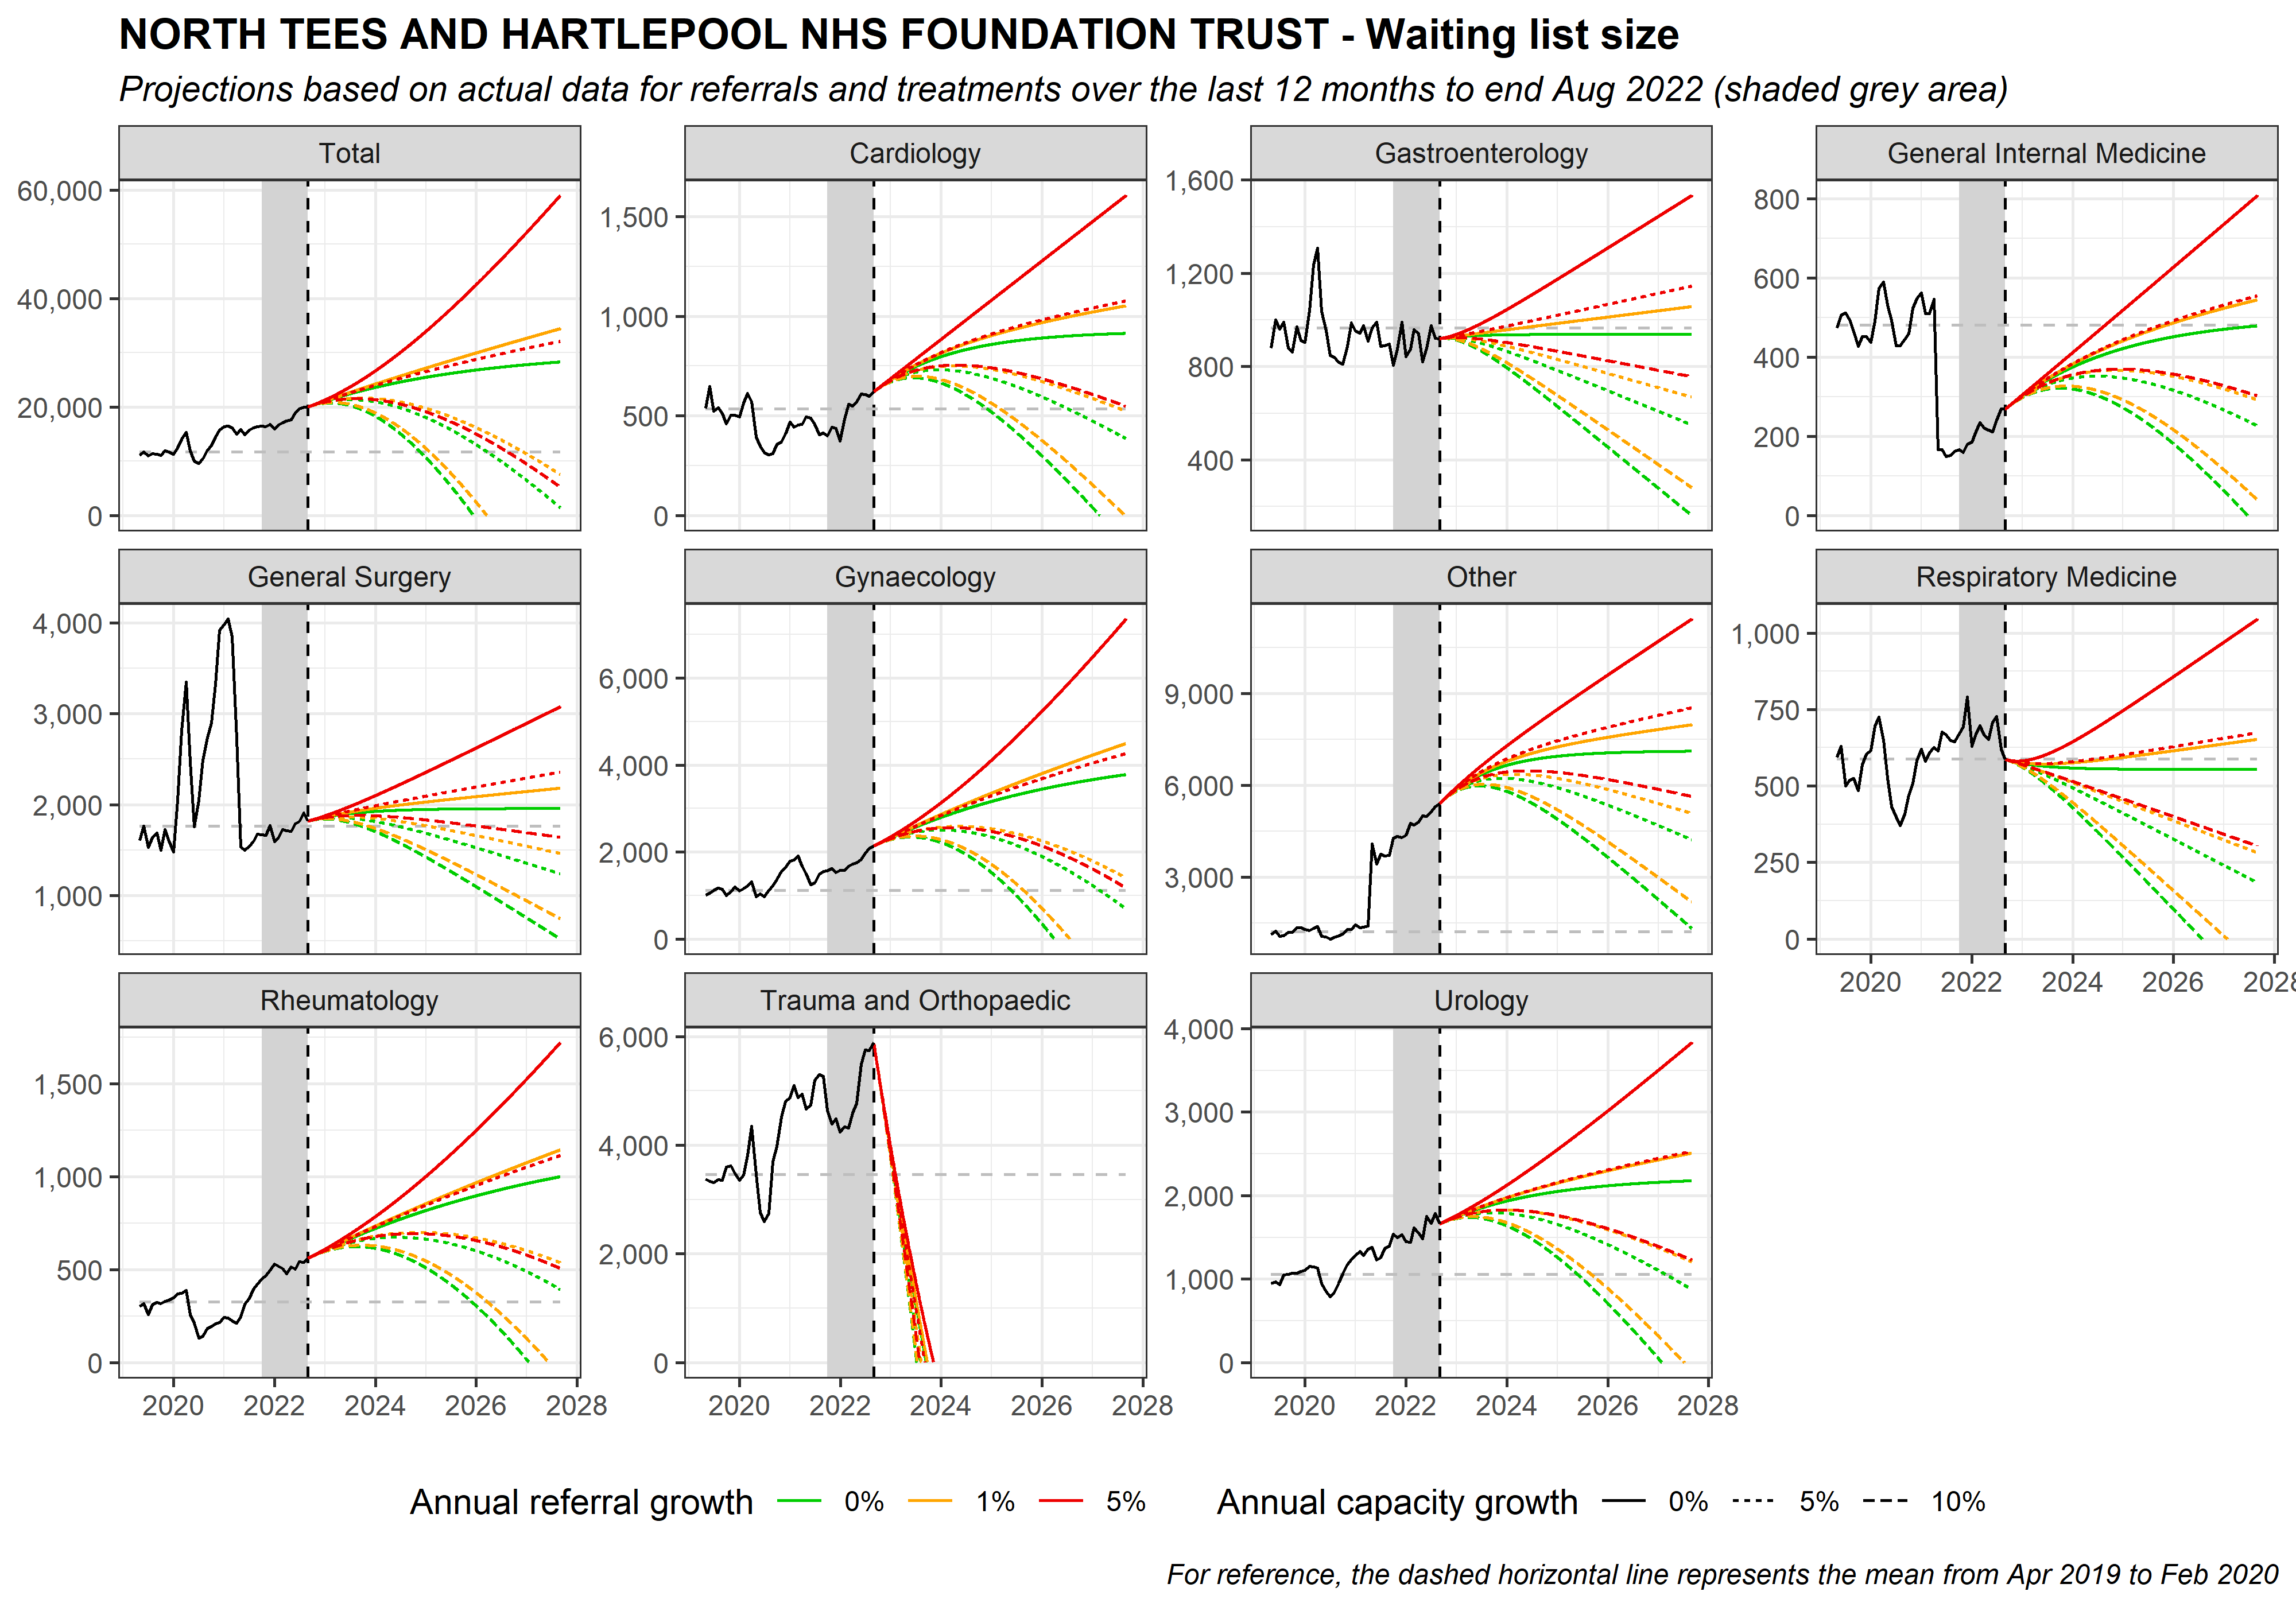 NORTH TEES AND HARTLEPOOL NHS FOUNDATION TRUST - Waiting list size
Projections based on actual data for referrals and treatments over the last 12 months to end Aug 2022 (shaded grey area)
Total
60,000
40,000
20,000
0
Cardiology
1,500
1,000
500
0
Gastroenterology
1,600
1,200
800
400
General Internal Medicine
800
600
400
200
0
General Surgery
4,000
3,000
2,000
1,000
Gynaecology
6,000
4,000
2,000
0
Other
9,000
6,000
3,000
Respiratory Medicine
1,000
750
500
250
0
2020 2022 2024 2026 2028
Rheumatology
1,500
1,000
500
0
2020 2022 2024 2026 2028
Trauma and Orthopaedic
6,000
4,000
2,000
0
2020 2022 2024 2026 2028
Urology
4,000
3,000
2,000
1,000
0
2020 2022 2024 2026 2028
Annual referral growth 0% 1% 5%
Annual capacity growth 0% 5% 10%
For reference, the dashed horizontal line represents the mean from Apr 2019 to Feb 2020